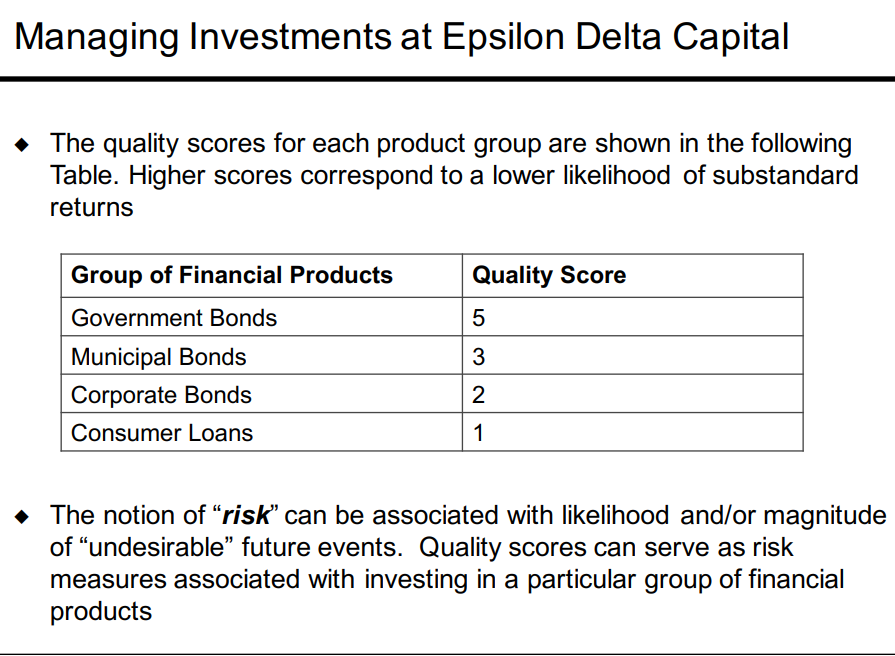 Managing Investments at Epsilon Delta Capital
◆ The quality scores for each product group are shown in the following
Table. Higher scores correspond to a lower likelihood of substandard
returns
Group of Financial Products Quality Score
Government Bonds 5
Municipal Bonds 3
Corporate Bonds 2
Consumer Loans 1
◆ The notion of “risk” can be associated with likelihood and/or magnitude
of “undesirable” future events. Quality scores can serve as risk
measures associated with investing in a particular group of financial
products